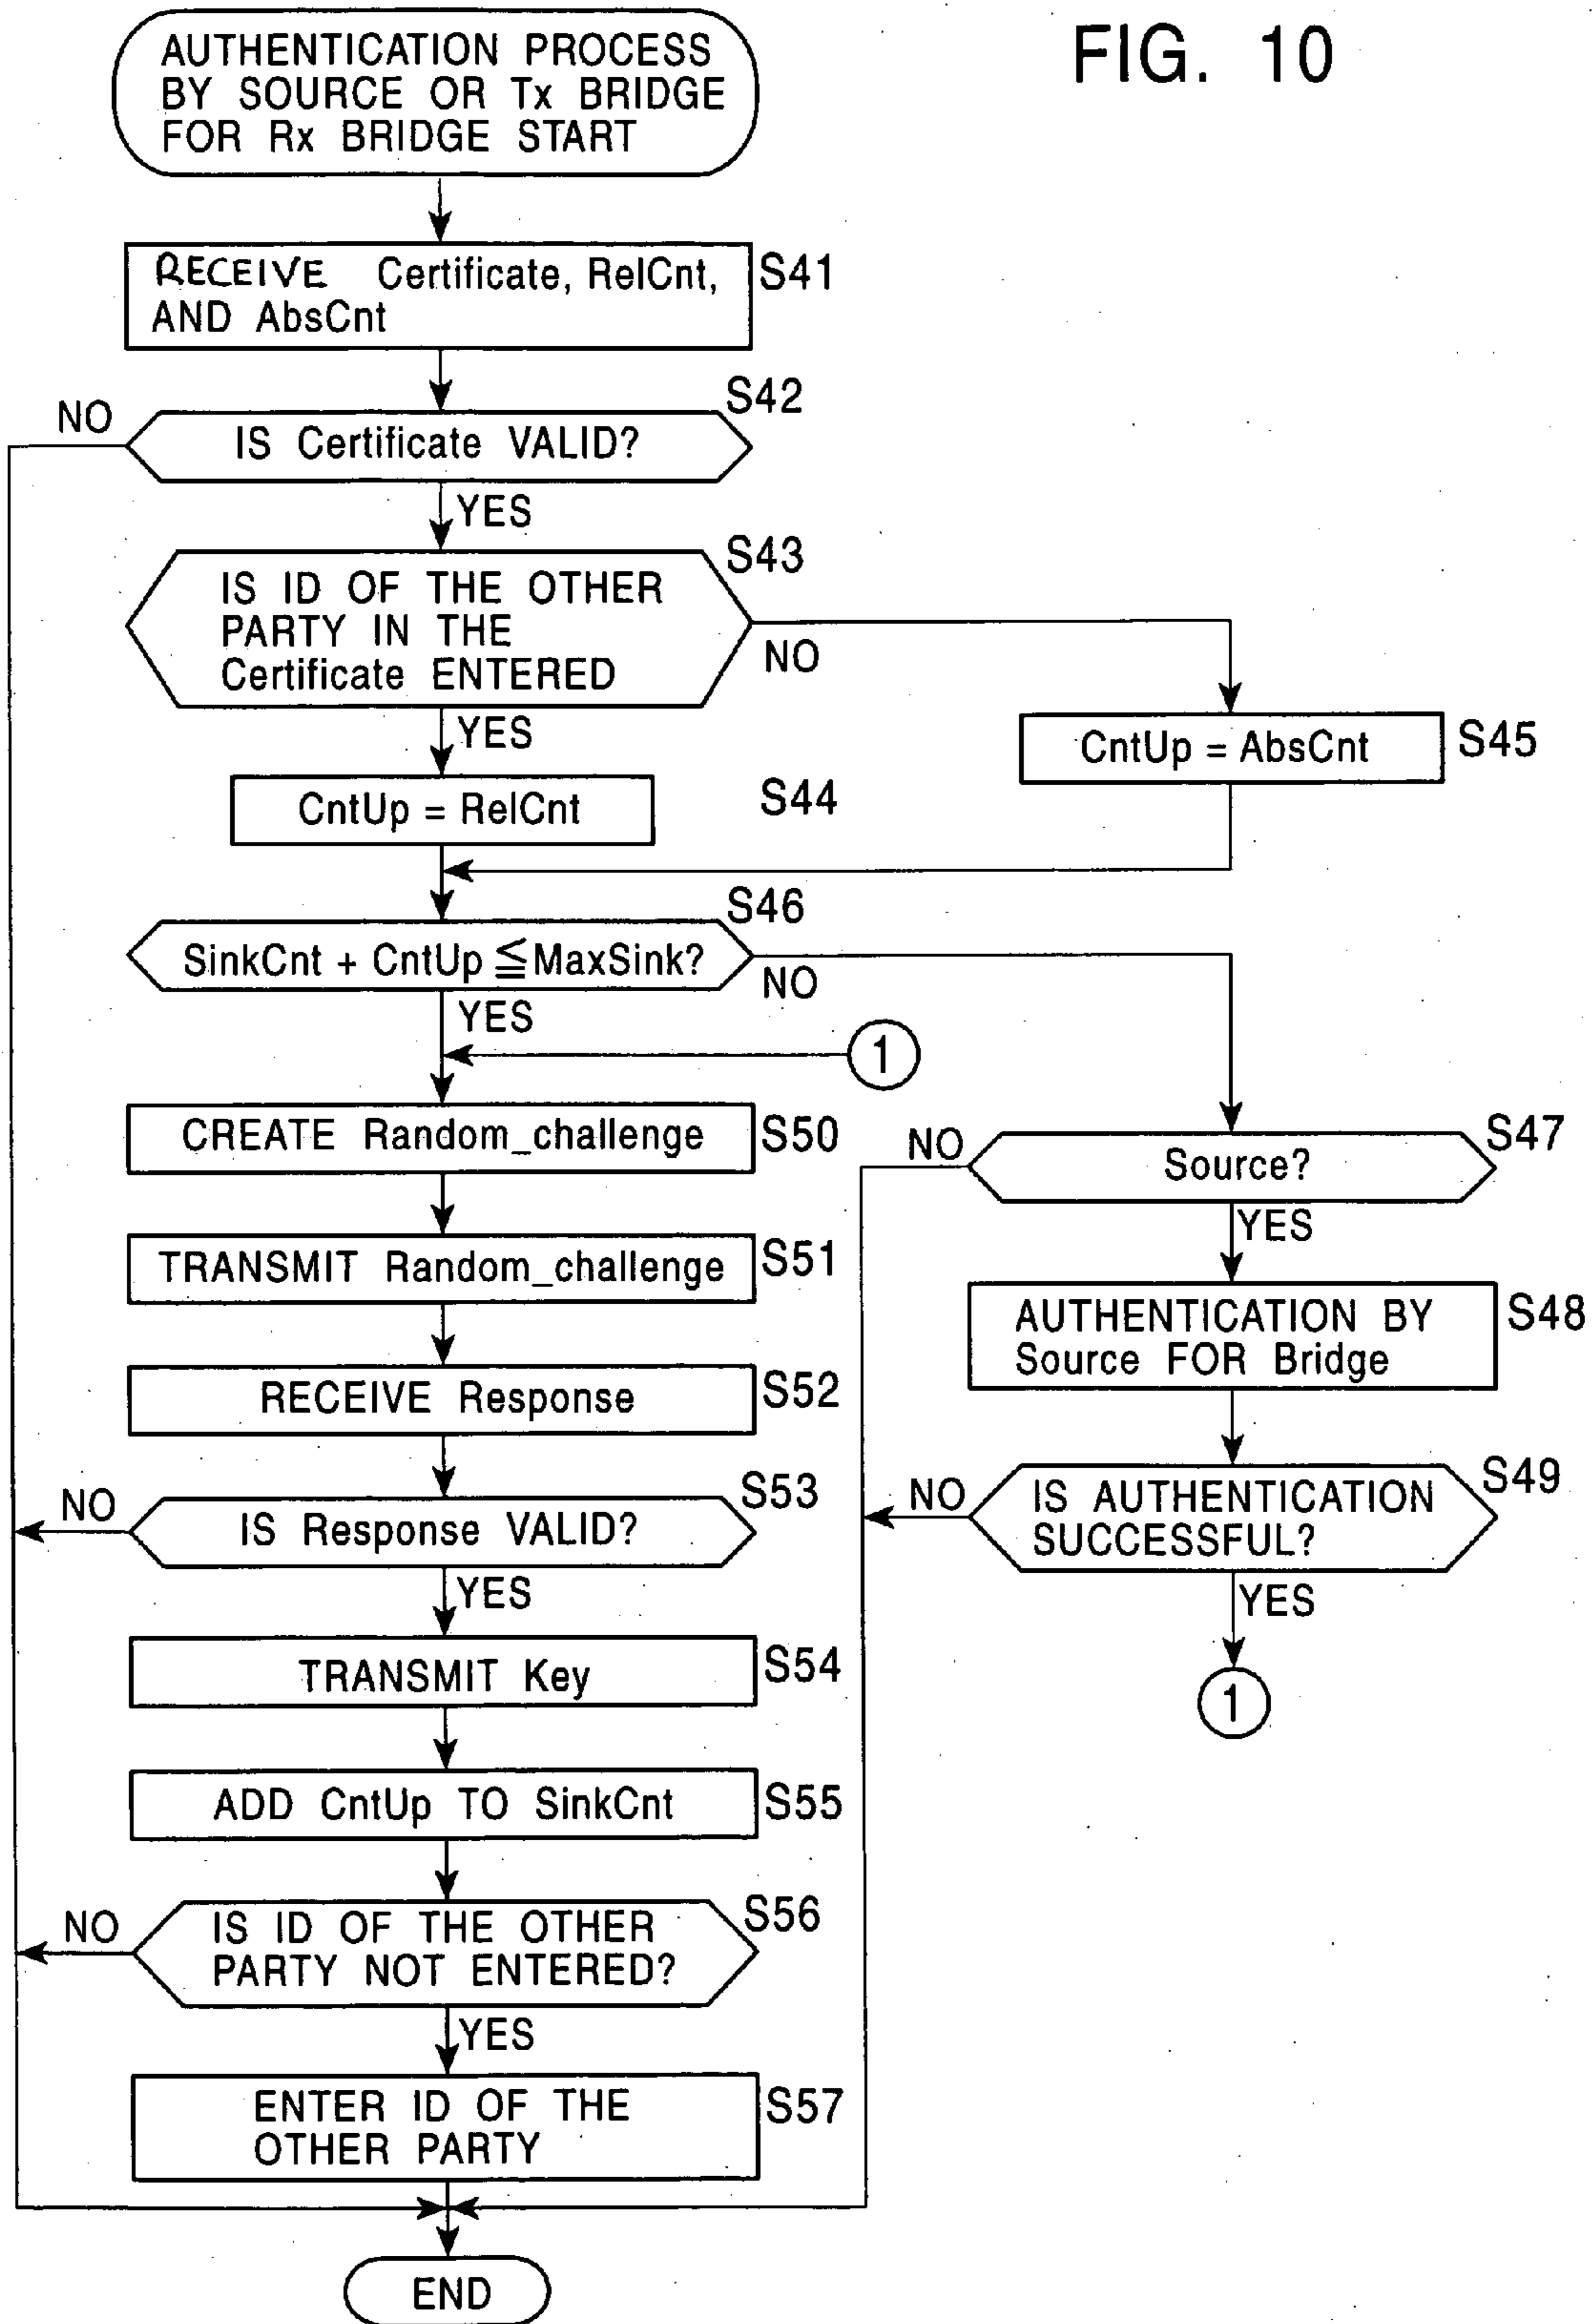 FIG. 10
AUTHENTICATION PROCESS
BY SOURCE OR Tx BRIDGE
FOR Rx BRIDGE START
RECEIVE Certificate, RelCnt,
AND AbsCnt
S41
S42
NO
IS Certificate VALID?
YES
S43
IS ID OF THE OTHER
PARTY IN THE
Certificate ENTERED
NO
YES
CntUp = AbsCnt
S45
CntUp = RelCnt
S44
S46
SinkCnt + CntUp ≦ MaxSink?
NO
YES
1
CREATE Random_challenge
S50
S47
NO
Source?
YES
TRANSMIT Random_challenge
S51
AUTHENTICATION BY
Source FOR Bridge
S48
RECEIVE Response
S52
S49
NO
IS AUTHENTICATION
SUCCESSFUL?
YES
1
S53
NO
IS Response VALID?
YES
TRANSMIT Key
S54
ADD CntUp TO SinkCnt
S55
S56
NO
IS ID OF THE OTHER
PARTY NOT ENTERED?
YES
ENTER ID OF THE
OTHER PARTY
S57
END